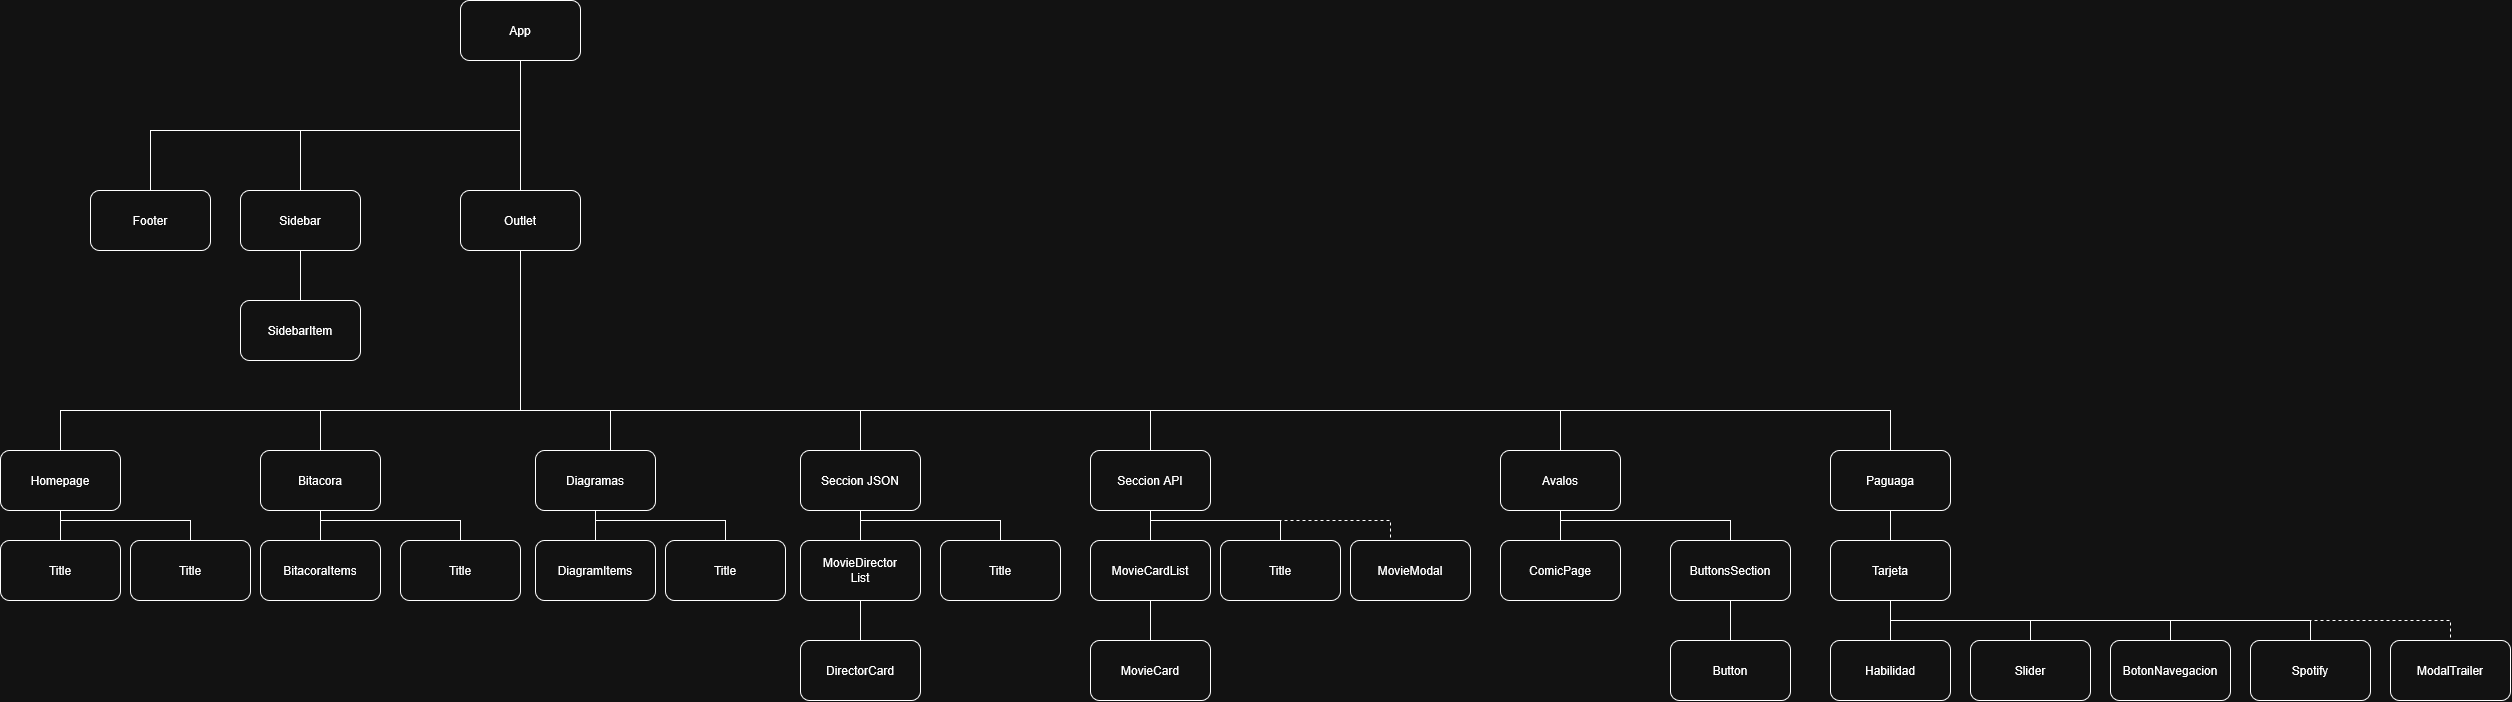 App
Footer
Sidebar
Outlet
SidebarItem
Homepage
Bitacora
Diagramas
Seccion JSON
Seccion API
Avalos
Paguaga
Title
Title
BitacoraItems
Title
DiagramItems
Title
MovieDirector
List
Title
MovieCardList
Title
MovieModal
ComicPage
ButtonsSection
Tarjeta
DirectorCard
MovieCard
Button
Habilidad
Slider
BotonNavegacion
Spotify
ModalTrailer